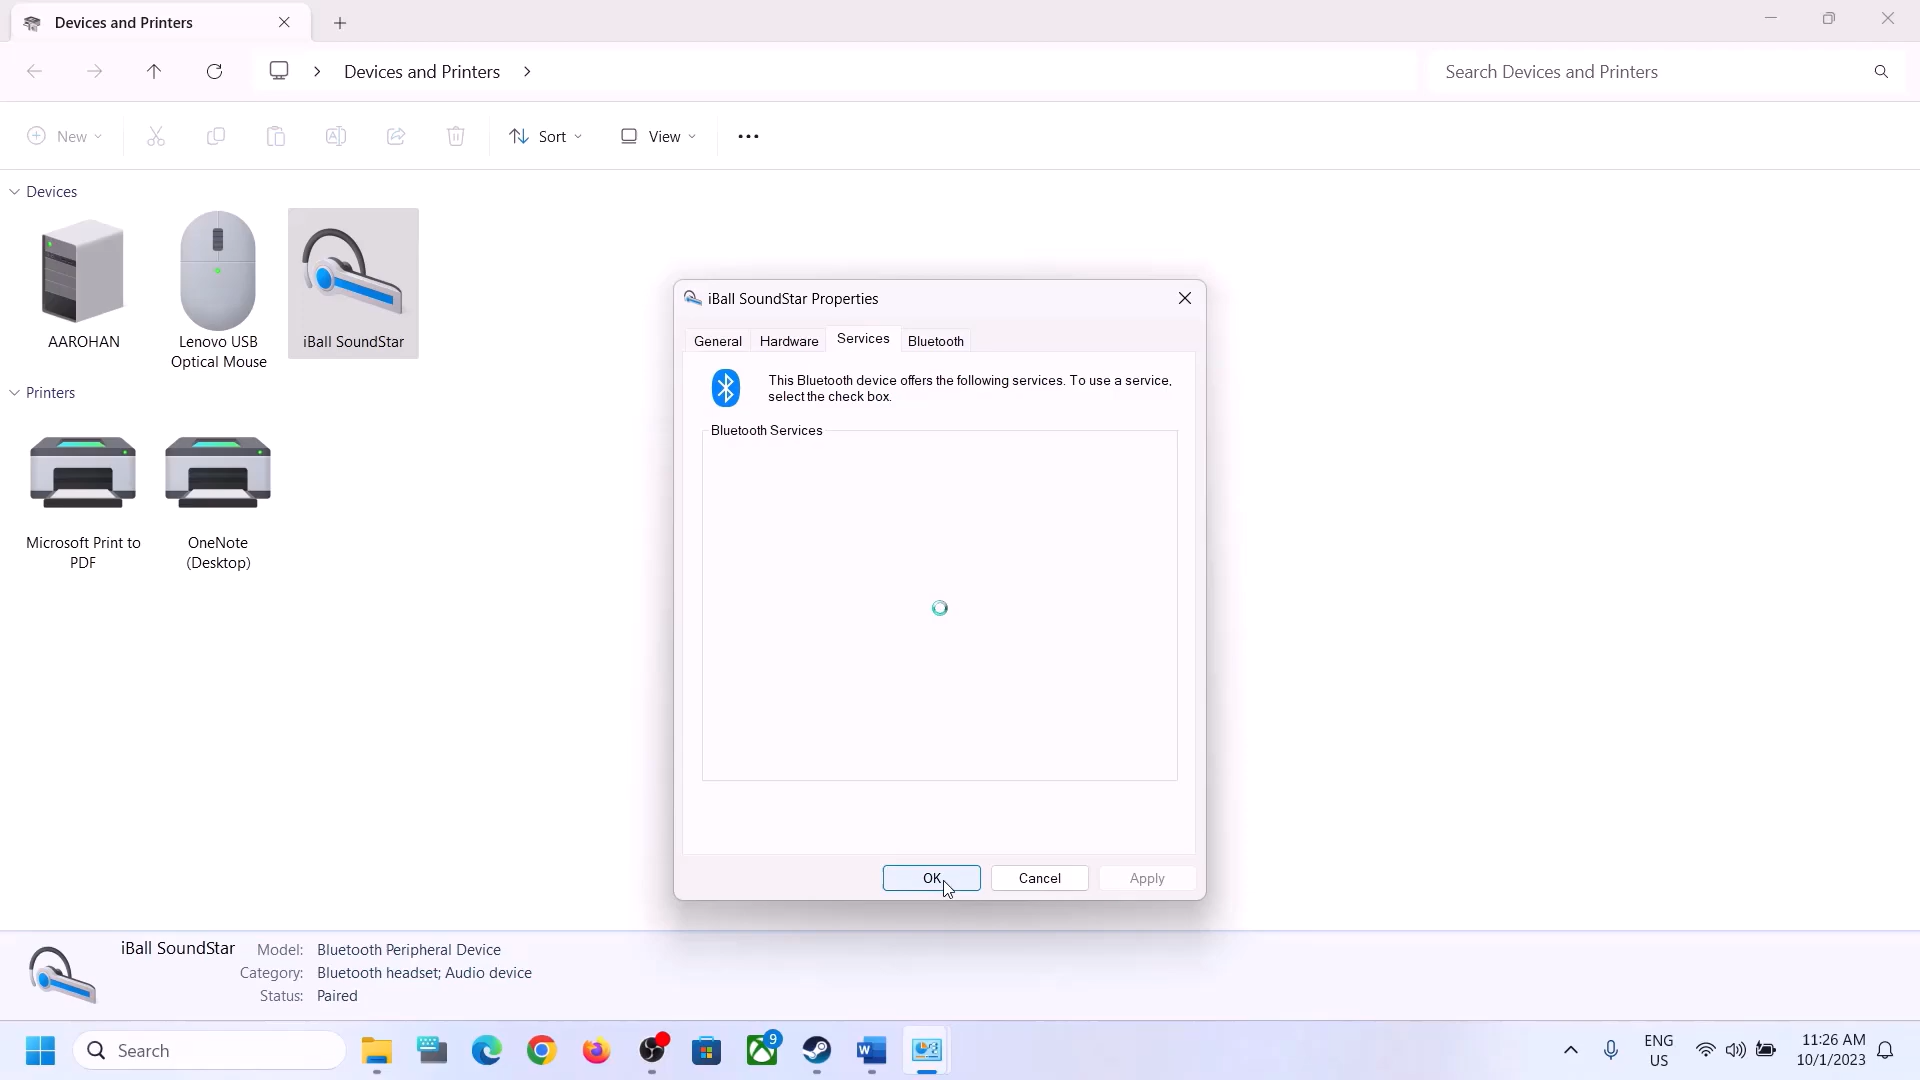 Devices and Printers
Devices and Printers
Search Devices and Printers
New
Sort
View
Devices
AAROHAN
Lenovo USB
Optical Mouse
iBall SoundStar
Printers
Microsoft Print to
PDF
OneNote
(Desktop)
iBall SoundStar Properties
General
Hardware
Services
Bluetooth
This Bluetooth device offers the following services. To use a service,
select the check box.
Bluetooth Services
OK
Cancel
Apply
iBall SoundStar
Model: Bluetooth Peripheral Device
Category: Bluetooth headset; Audio device
Status: Paired
Search
9
ENG
US
11:26 AM
10/1/2023